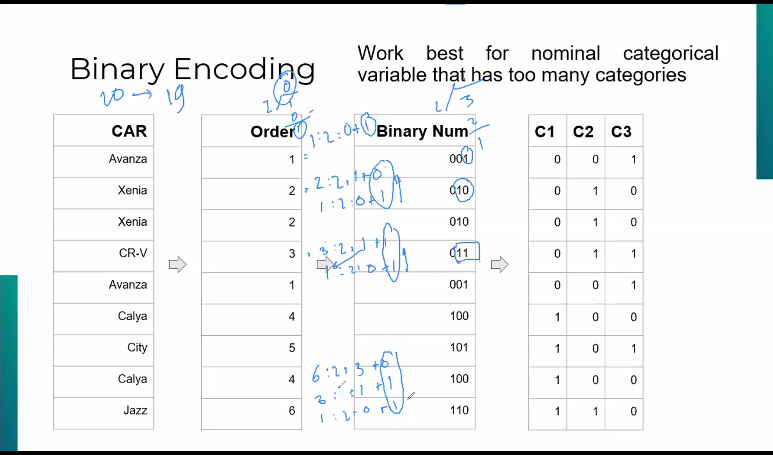 Binary Encoding
Work best for nominal categorical
variable that has too many categories
20 → 19
CAR Order Binary Num C1 C2 C3
Avanza 1 001 0 0 1
Xenia 2 010 0 1 0
Xenia 2 010 0 1 0
CR-V 3 011 0 1 1
Avanza 1 001 0 0 1
Calya 4 100 1 0 0
City 5 101 1 0 1
Calya 4 100 1 0 0
Jazz 6 110 1 1 0
1:2=0+1
2:2=1+0
1:2=0+1
3:2=1+1
1:2=0+1
6:2=3+0
1:2=0+1